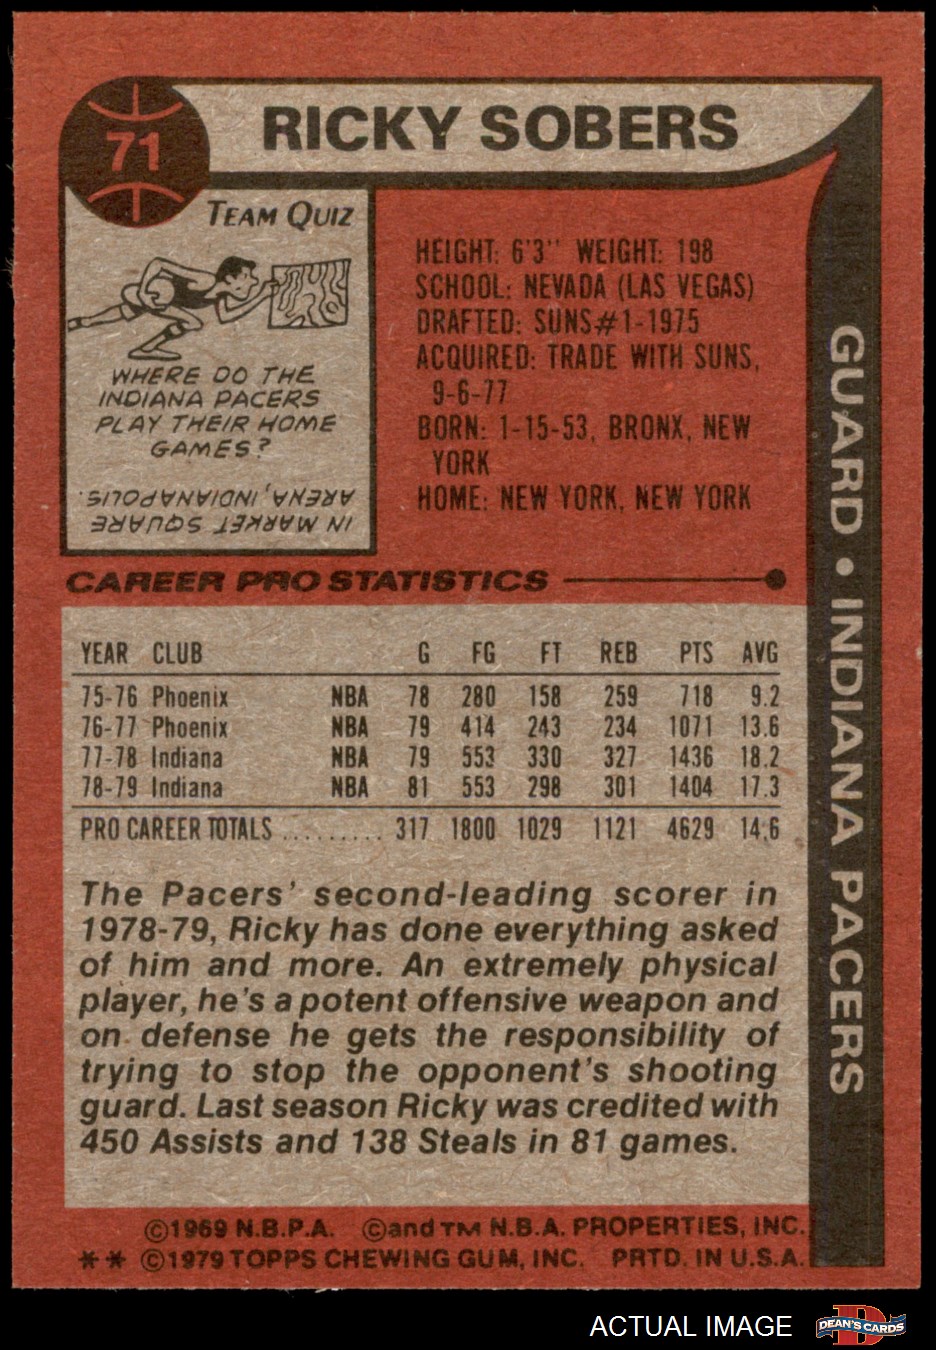 71
RICKY SOBERS
TEAM QUIZ
WHERE DO THE
INDIANA PACERS
PLAY THEIR HOME
GAMES?
IN MARKET SQUARE
ARENA, INDIANAPOLIS.
HEIGHT: 6'3" WEIGHT: 198
SCHOOL: NEVADA (LAS VEGAS)
DRAFTED: SUNS#1-1975
ACQUIRED: TRADE WITH SUNS,
9-6-77
BORN: 1-15-53, BRONX, NEW
YORK
HOME: NEW YORK, NEW YORK
GUARD • INDIANA PACERS
CAREER PRO STATISTICS
YEAR CLUB G FG FT REB PTS AVG
75-76 Phoenix NBA 78 280 158 259 718 9.2
76-77 Phoenix NBA 79 414 243 234 1071 13.6
77-78 Indiana NBA 79 553 330 327 1436 18.2
78-79 Indiana NBA 81 553 298 301 1404 17.3
PRO CAREER TOTALS ......... 317 1800 1029 1121 4629 14.6
The Pacers' second-leading scorer in
1978-79, Ricky has done everything asked
of him and more. An extremely physical
player, he's a potent offensive weapon and
on defense he gets the responsibility of
trying to stop the opponent's shooting
guard. Last season Ricky was credited with
450 Assists and 138 Steals in 81 games.
©1969 N.B.P.A. ©and TM N.B.A. PROPERTIES, INC.
** ©1979 TOPPS CHEWING GUM, INC. PRTD. IN U.S.A.
ACTUAL IMAGE
D
DEAN'S CARDS